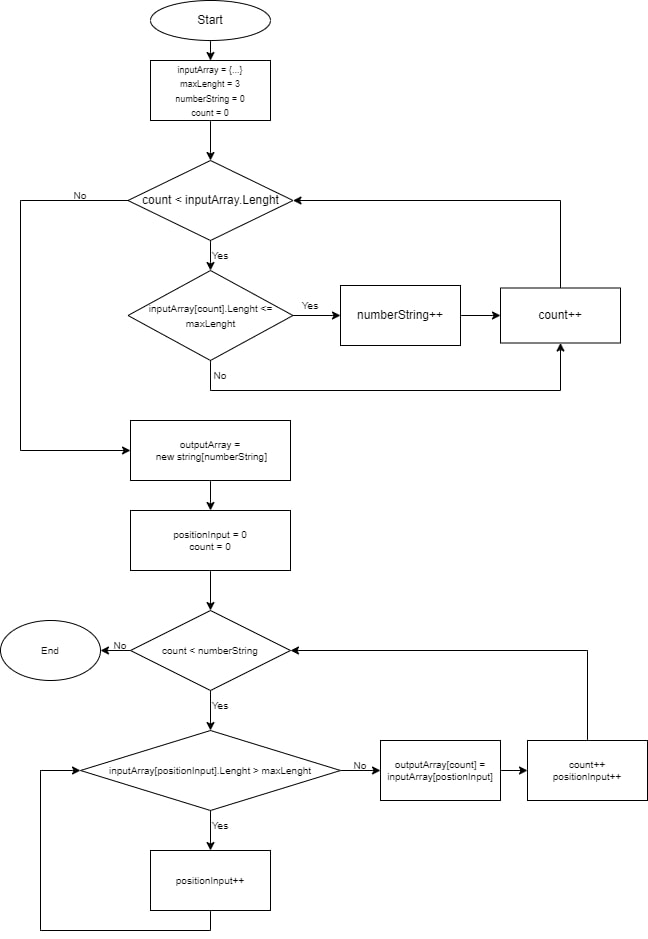 Start
inputArray = {...}
maxLenght = 3
numberString = 0
count = 0
No
count < inputArray.Lenght
Yes
inputArray[count].Lenght <=
maxLenght
Yes
numberString++
count++
No
outputArray =
new string[numberString]
positionInput = 0
count = 0
End
No
count < numberString
Yes
inputArray[positionInput].Lenght > maxLenght
No
outputArray[count] =
inputArray[postionInput]
count++
positionInput++
Yes
positionInput++